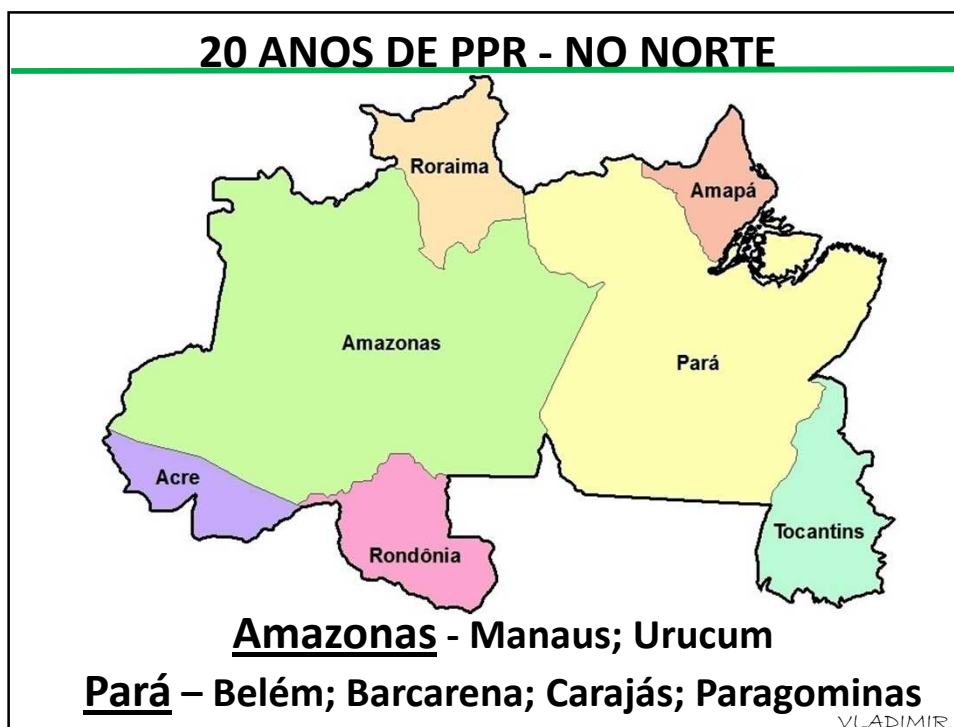 20 ANOS DE PPR - NO NORTE
Roraima
Amapá
Amazonas
Pará
Acre
Tocantins
Rondônia
Amazonas - Manaus; Urucum
Pará – Belém; Barcarena; Carajás; Paragominas
VLADIMIR